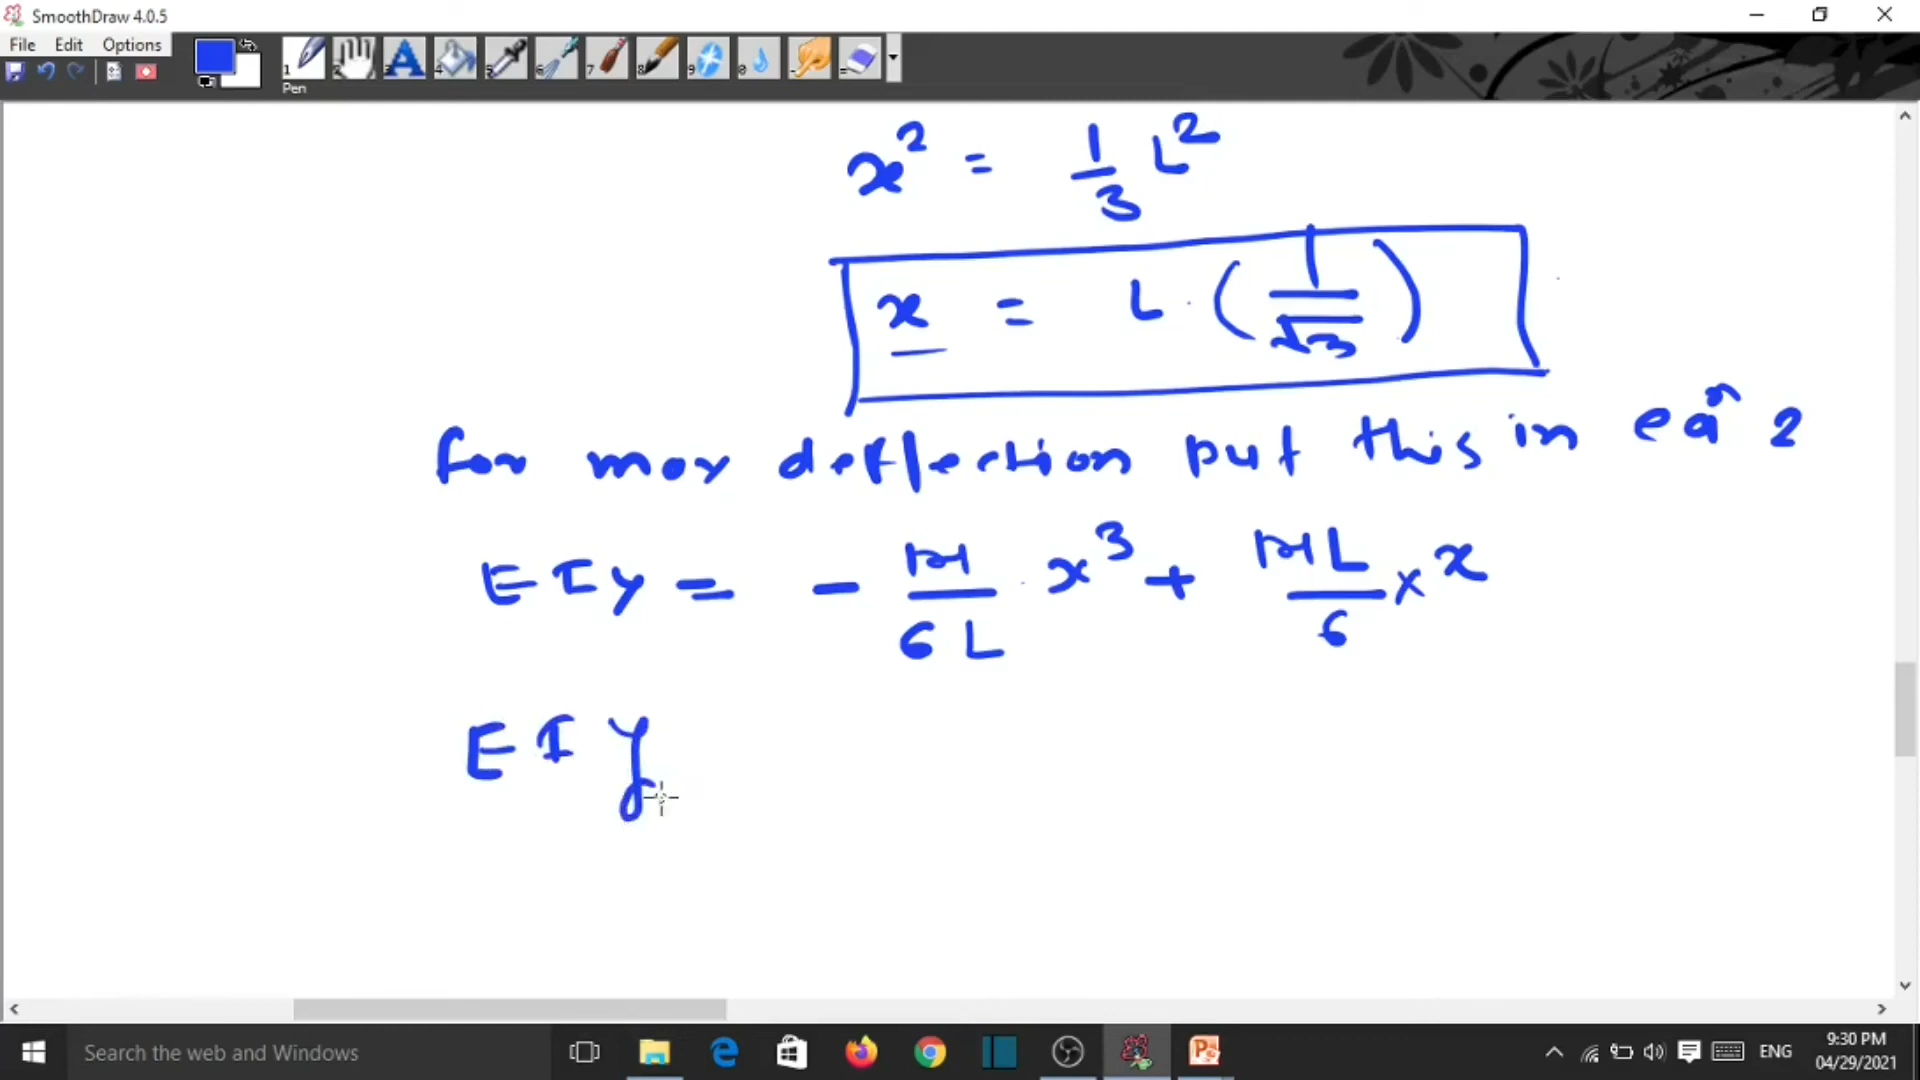 SmoothDraw 4.0.5
File Edit Options
Pen
x² = 1/3 L²
x = L · (1/√3)
for max deflection put this in eqⁿ 2
EIy = - M/6L · x³ + ML/6 × x
EIy
Search the web and Windows
ENG
9:30 PM
04/29/2021